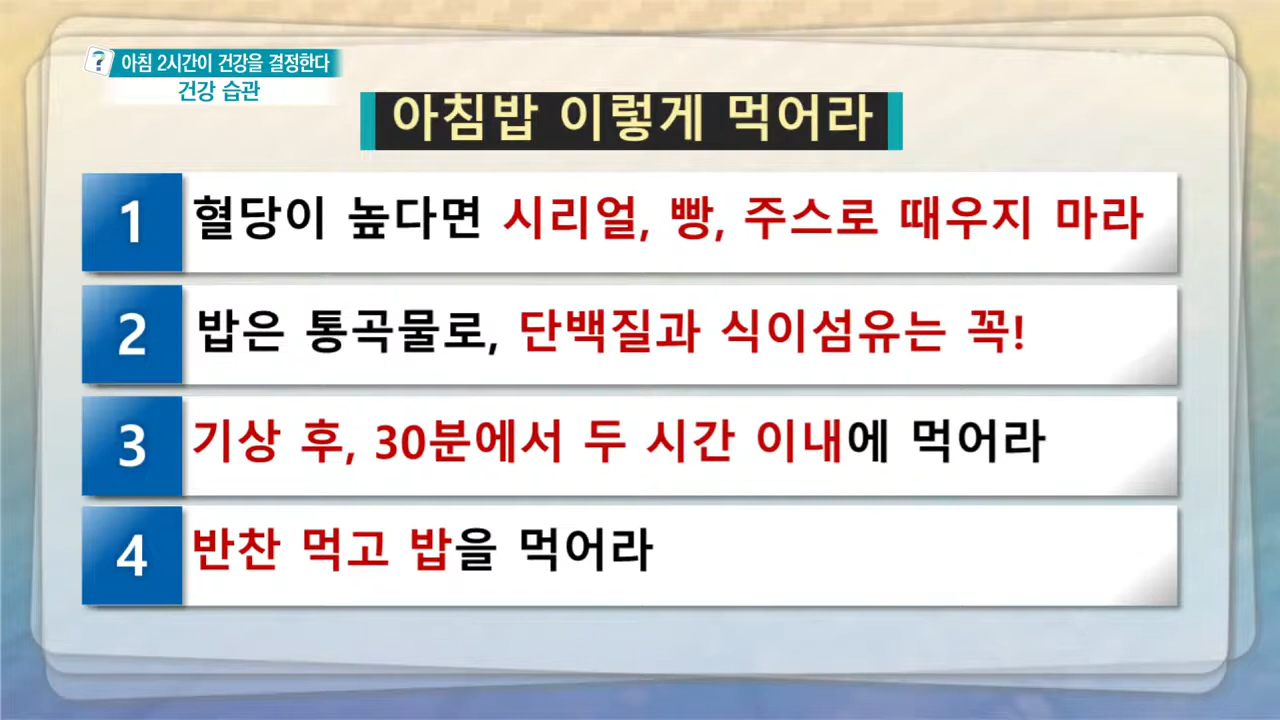 아침 2시간이 건강을 결정한다
건강 습관
아침밥 이렇게 먹어라
1 혈당이 높다면 시리얼, 빵, 주스로 때우지 마라
2 밥은 통곡물로, 단백질과 식이섬유는 꼭!
3 기상 후, 30분에서 두 시간 이내에 먹어라
4 반찬 먹고 밥을 먹어라